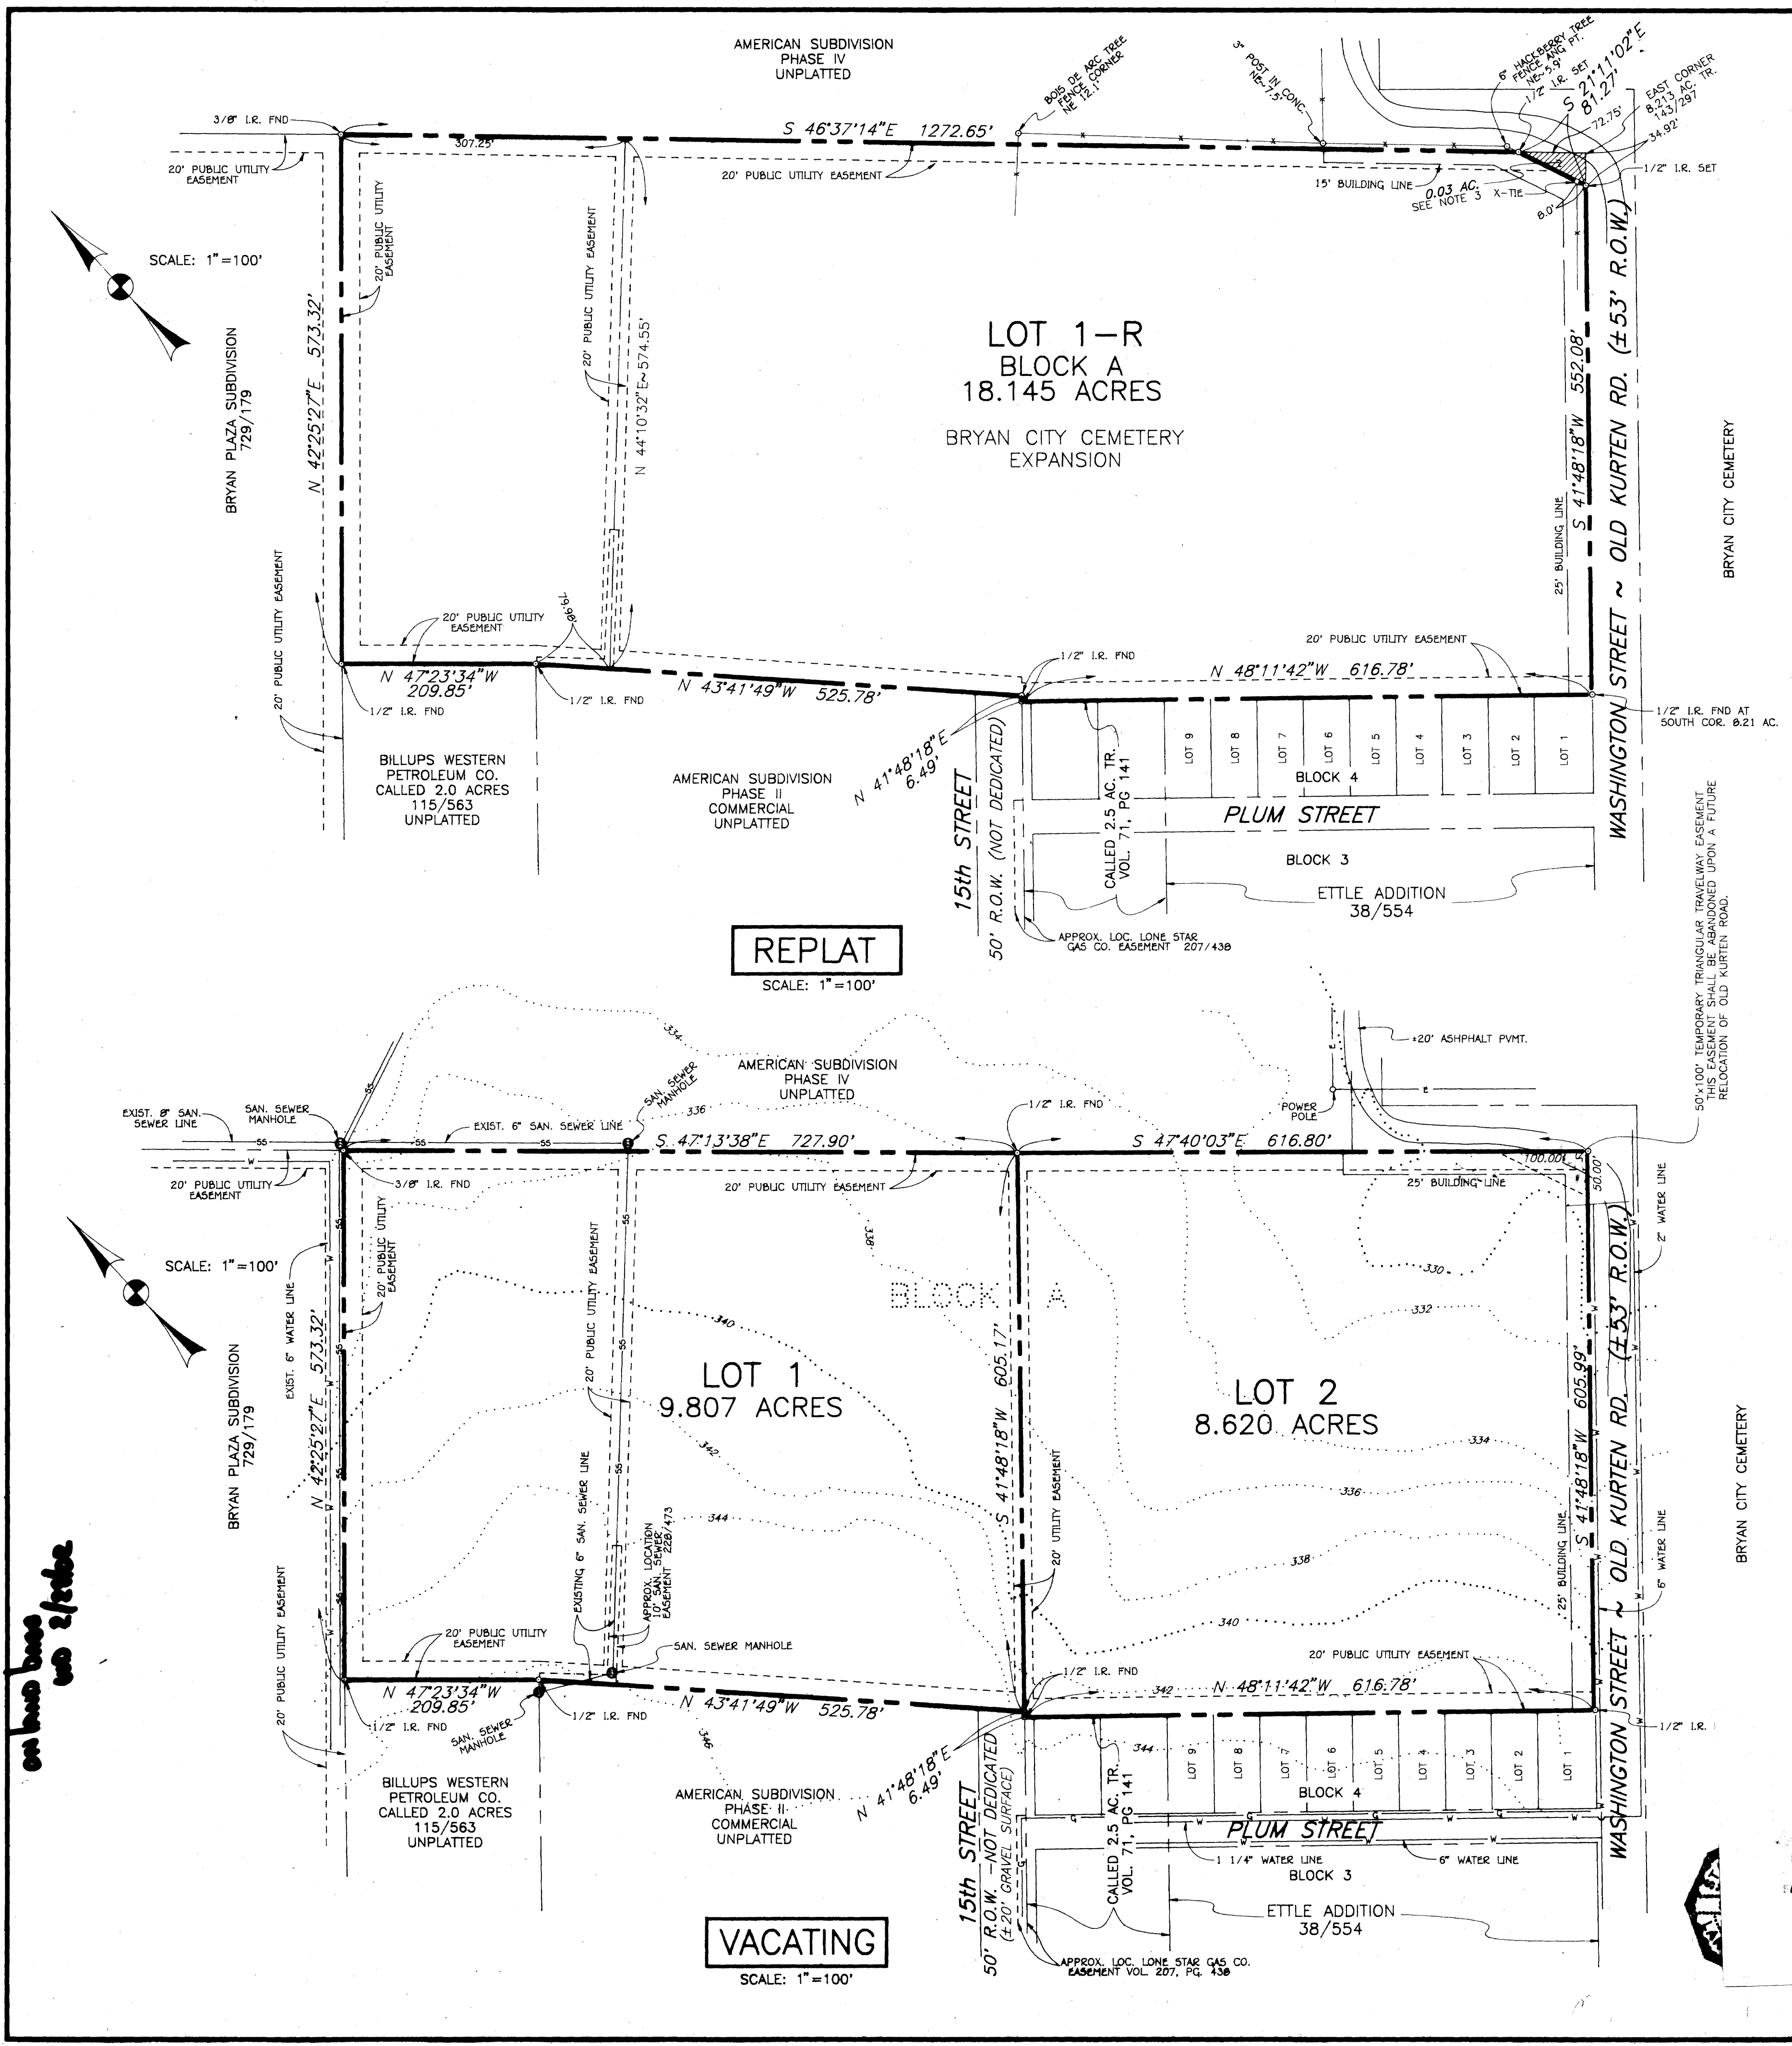 AMERICAN SUBDIVISION
PHASE IV
UNPLATTED
BOIS DE ARC TREE
FENCE CORNER
NE 12.1'
3" POST IN CONC.
NE~7.5'
6" HACKBERRY TREE
FENCE ANG PT.
NE~5.9'
1/2" I.R. SET
S 21°11'02"E
81.27'
EAST CORNER
8.213 AC. TR.
143/297
72.75'
34.92'
3/8" I.R. FND
S 46°37'14"E 1272.65'
307.25'
20' PUBLIC UTILITY
EASEMENT
20' PUBLIC UTILITY EASEMENT
15' BUILDING LINE
0.03 AC.
SEE NOTE 3
X-TIE
8.0'
1/2" I.R. SET
20' PUBLIC UTILITY
EASEMENT
SCALE: 1"=100'
20' PUBLIC UTILITY EASEMENT
BRYAN PLAZA SUBDIVISION
729/179
N 42°25'27"E 573.32'
N 44°10'32"E~574.55'
LOT 1-R
BLOCK A
18.145 ACRES
BRYAN CITY CEMETERY
EXPANSION
25' BUILDING LINE
S 41°48'18"W 552.08'
WASHINGTON STREET ~ OLD KURTEN RD. (±53' R.O.W.)
BRYAN CITY CEMETERY
20' PUBLIC UTILITY EASEMENT
20' PUBLIC UTILITY
EASEMENT
79.66'
20' PUBLIC UTILITY EASEMENT
1/2" I.R. FND
N 47°23'34"W
209.85'
N 43°41'49"W 525.78'
N 48°11'42"W 616.78'
1/2" I.R. FND
1/2" I.R. FND
1/2" I.R. FND AT
SOUTH COR. 8.21 AC.
N 41°48'18"E
6.49'
BILLUPS WESTERN
PETROLEUM CO.
CALLED 2.0 ACRES
115/563
UNPLATTED
AMERICAN SUBDIVISION
PHASE II
COMMERCIAL
UNPLATTED
15th STREET
50' R.O.W. (NOT DEDICATED)
CALLED 2.5 AC. TR.
VOL. 71, PG 141
LOT 9
LOT 8
LOT 7
LOT 6
LOT 5
LOT 4
LOT 3
LOT 2
LOT 1
BLOCK 4
PLUM STREET
BLOCK 3
ETTLE ADDITION
38/554
APPROX. LOC. LONE STAR
GAS CO. EASEMENT 207/438
REPLAT
SCALE: 1"=100'
50'x100' TEMPORARY TRIANGULAR TRAVELWAY EASEMENT
THIS EASEMENT SHALL BE ABANDONED UPON A FUTURE
RELOCATION OF OLD KURTEN ROAD.
334
±20' ASHPHALT PVMT.
AMERICAN SUBDIVISION
PHASE IV
UNPLATTED
SS
E
E
EXIST. 8" SAN.
SEWER LINE
SAN. SEWER
MANHOLE
SAN. SEWER
MANHOLE
336
1/2" I.R. FND
POWER
POLE
EXIST. 6" SAN. SEWER LINE
SS
SS
SS
S 47°13'38"E 727.90'
S 47°40'03"E 616.80'
W
20' PUBLIC UTILITY
EASEMENT
3/8" I.R. FND
20' PUBLIC UTILITY EASEMENT
25' BUILDING LINE
100.00'
50.00'
2" WATER LINE
20' PUBLIC UTILITY
EASEMENT
SCALE: 1"=100'
EXIST. 6" WATER LINE
20' PUBLIC UTILITY EASEMENT
338
330
332
BLOCK A
340
BRYAN PLAZA SUBDIVISION
729/179
N 42°25'27"E 573.32'
LOT 1
9.807 ACRES
S 41°48'18"W 605.17'
LOT 2
8.620 ACRES
S 41°48'18"W 605.99'
WASHINGTON STREET ~ OLD KURTEN RD. (±53' R.O.W.)
BRYAN CITY CEMETERY
342
334
336
344
338
340
EXISTING 6" SAN. SEWER LINE
APPROX. LOCATION
10' SAN. SEWER
EASEMENT 228/473
20' UTILITY EASEMENT
25' BUILDING LINE
6" WATER LINE
20' PUBLIC UTILITY EASEMENT
20' PUBLIC UTILITY
EASEMENT
SAN. SEWER MANHOLE
20' PUBLIC UTILITY EASEMENT
1/2" I.R. FND
N 47°23'34"W
209.85'
N 43°41'49"W 525.78'
342
N 48°11'42"W 616.78'
1/2" I.R. FND
SAN. SEWER
MANHOLE
1/2" I.R. FND
1/2" I.R.
346
344
N 41°48'18"E
6.49'
BILLUPS WESTERN
PETROLEUM CO.
CALLED 2.0 ACRES
115/563
UNPLATTED
AMERICAN SUBDIVISION
PHASE II
COMMERCIAL
UNPLATTED
15th STREET
50' R.O.W. -NOT DEDICATED
(±20' GRAVEL SURFACE)
CALLED 2.5 AC. TR.
VOL. 71, PG 141
LOT 9
LOT 8
LOT 7
LOT 6
LOT 5
LOT 4
LOT 3
LOT 2
LOT 1
BLOCK 4
PLUM STREET
1 1/4" WATER LINE
6" WATER LINE
BLOCK 3
ETTLE ADDITION
38/554
APPROX. LOC. LONE STAR GAS CO.
EASEMENT VOL 207, PG. 438
VACATING
SCALE: 1"=100'